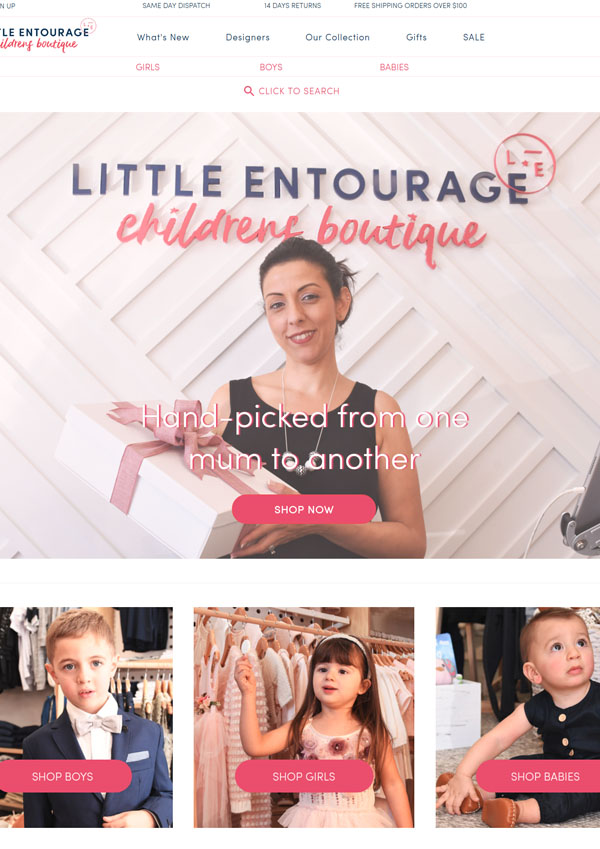 N UP SAME DAY DISPATCH 14 DAYS RETURNS FREE SHIPPING ORDERS OVER $100
TLE ENTOURAGE L E
childrens boutique
What's New Designers Our Collection Gifts SALE
GIRLS BOYS BABIES
CLICK TO SEARCH
LITTLE ENTOURAGE
L E
childrens boutique
Hand-picked from one
mum to another
SHOP NOW
SHOP BOYS SHOP GIRLS SHOP BABIES